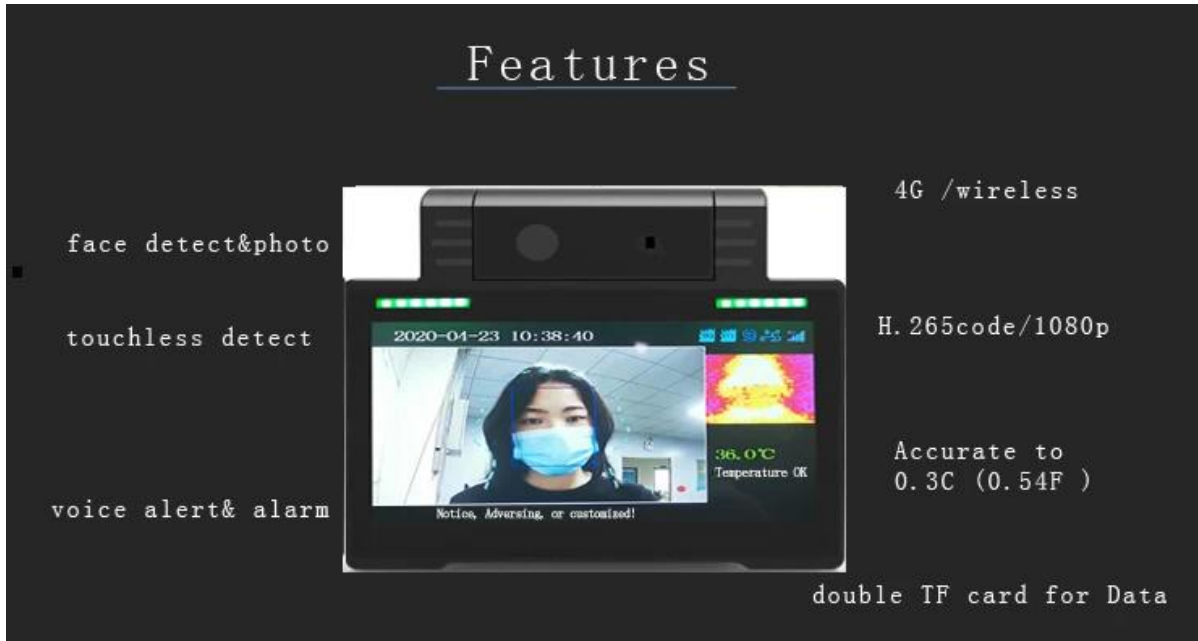 Features
4G /wireless
face detect&photo
touchless detect
H.265code/1080p
2020-04-23 10:38:40
36.0℃
Temperature OK
Notice, Adversing, or customized!
Accurate to
0.3C (0.54F )
voice alert& alarm
double TF card for Data